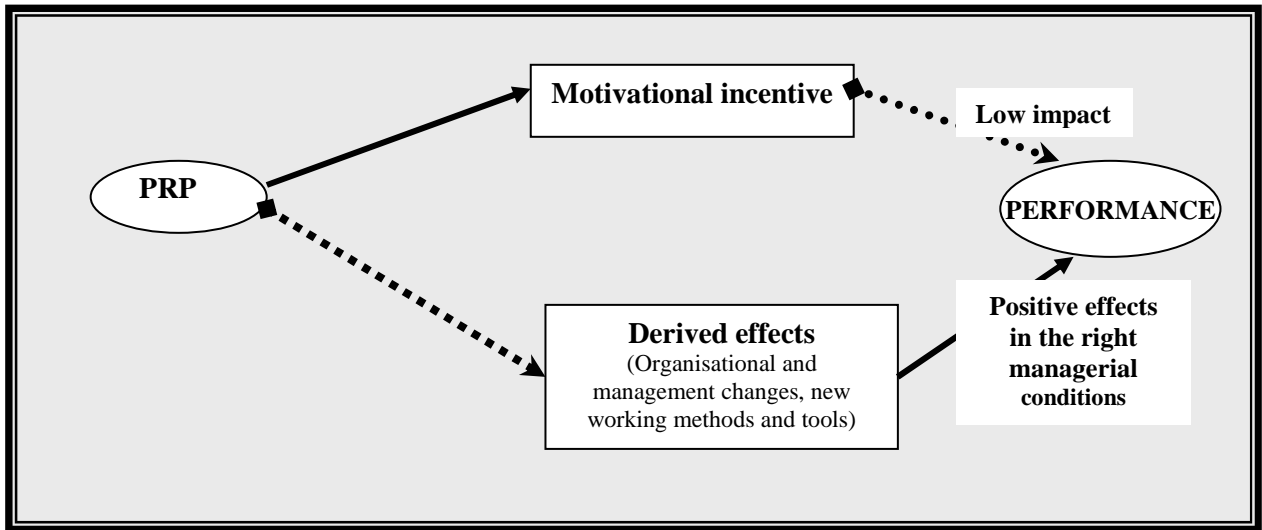 PRP
Motivational incentive
Low impact
PERFORMANCE
Derived effects
(Organisational and
management changes, new
working methods and tools)
Positive effects
in the right
managerial
conditions